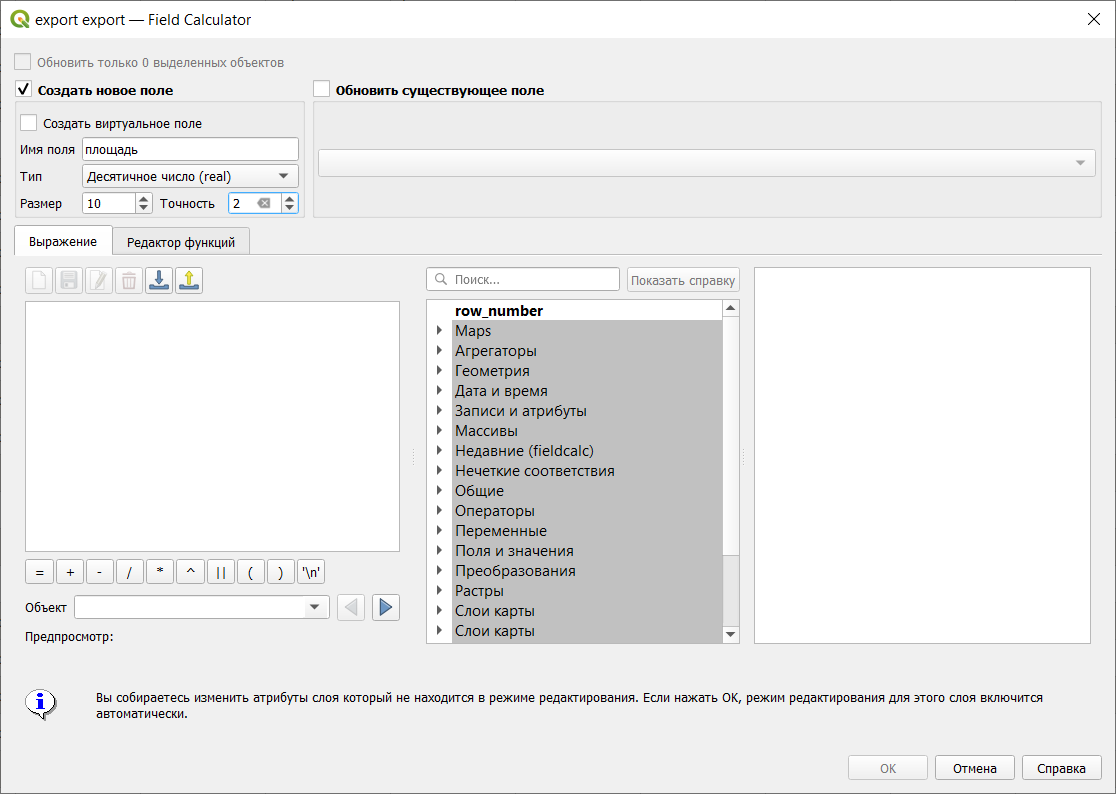 export export — Field Calculator
Обновить только 0 выделенных объектов
Создать новое поле
Обновить существующее поле
Создать виртуальное поле
Имя поля площадь
Тип Десятичное число (real)
Размер 10 Точность 2
Выражение Редактор функций
Поиск... Показать справку
row_number
Maps
Агрегаторы
Геометрия
Дата и время
Записи и атрибуты
Массивы
Недавние (fieldcalc)
Нечеткие соответствия
Общие
Операторы
Переменные
Поля и значения
Преобразования
Растры
Слои карты
Слои карты
= + - / * ^ || ( ) '\n'
Объект
Предпросмотр:
Вы собираетесь изменить атрибуты слоя который не находится в режиме редактирования. Если нажать ОК, режим редактирования для этого слоя включится
автоматически.
ОК Отмена Справка